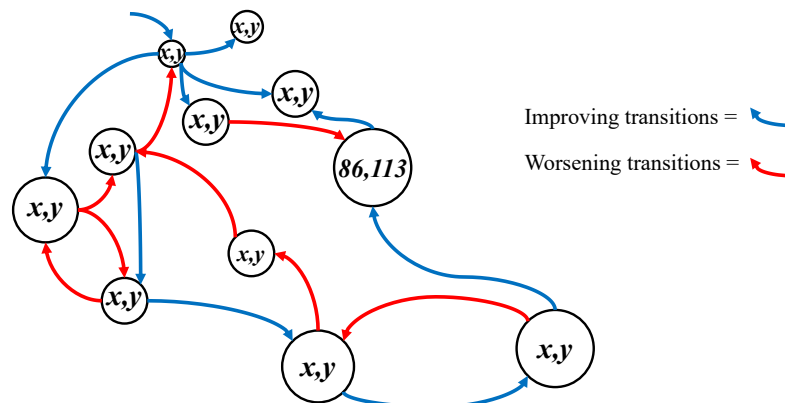 x,y
x,y
x,y
x,y
Improving transitions =
x,y
86,113
Worsening transitions =
x,y
x,y
x,y
x,y
x,y